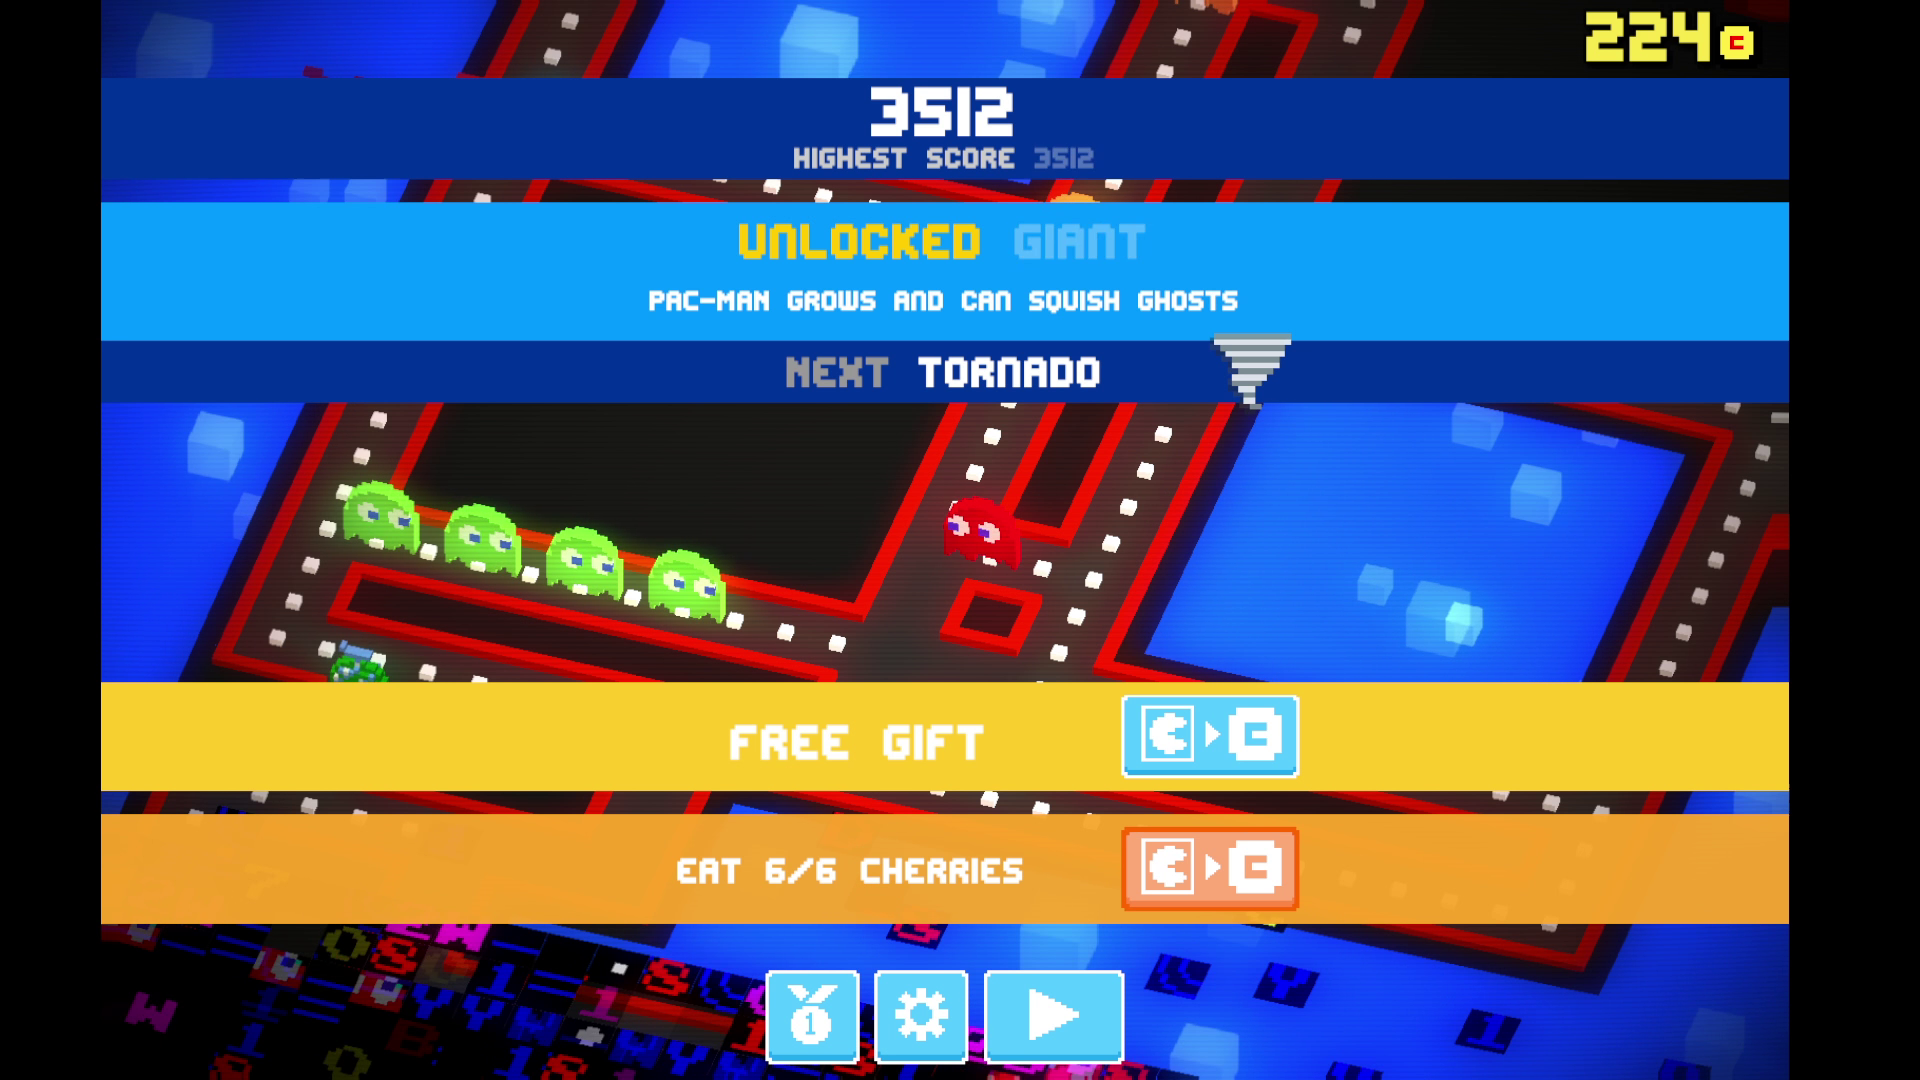 224
3512
HIGHEST SCORE 3512
UNLOCKED GIANT
PAC-MAN GROWS AND CAN SQUISH GHOSTS
NEXT TORNADO
FREE GIFT
EAT 6/6 CHERRIES